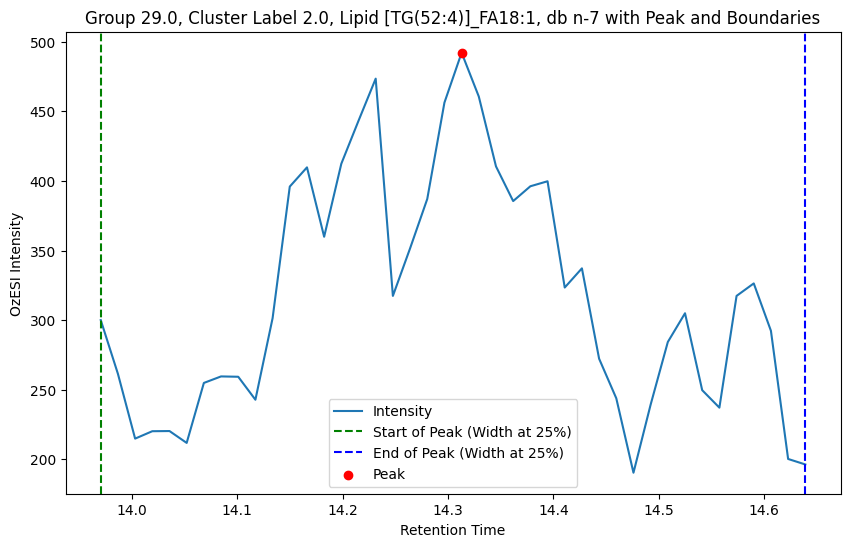 Group 29.0, Cluster Label 2.0, Lipid [TG(52:4)]_FA18:1, db n-7 with Peak and Boundaries
500
450
400
350
300
250
200
OzESI Intensity
Intensity
Start of Peak (Width at 25%)
End of Peak (Width at 25%)
Peak
14.0 14.1 14.2 14.3 14.4 14.5 14.6
Retention Time